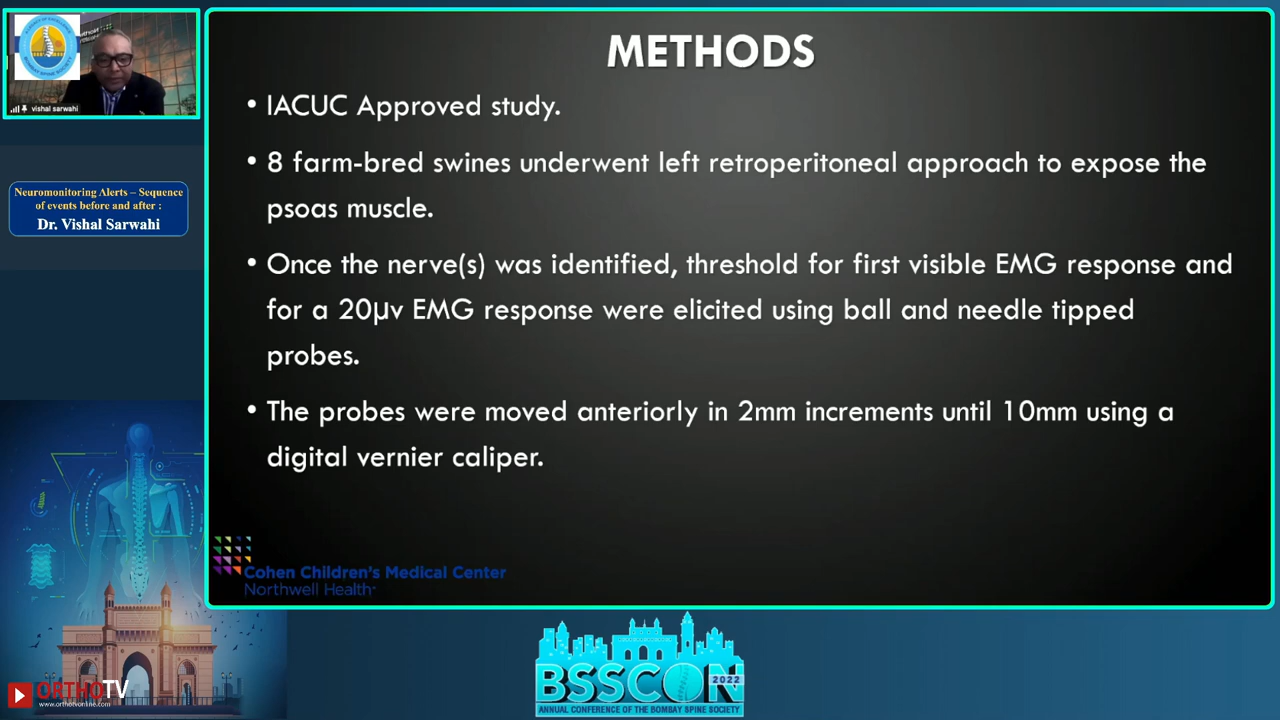 BOMBAY SPINE SOCIETY
vishal sarwahi
Neuromonitoring Alerts – Sequence
of events before and after :
Dr. Vishal Sarwahi
METHODS
• IACUC Approved study.
• 8 farm-bred swines underwent left retroperitoneal approach to expose the
psoas muscle.
• Once the nerve(s) was identified, threshold for first visible EMG response and
for a 20µv EMG response were elicited using ball and needle tipped
probes.
• The probes were moved anteriorly in 2mm increments until 10mm using a
digital vernier caliper.
Cohen Children's Medical Center
Northwell Health
ORTHOTV
www.orthotvonline.com
BSSCON
2022
ANNUAL CONFERENCE OF THE BOMBAY SPINE SOCIETY